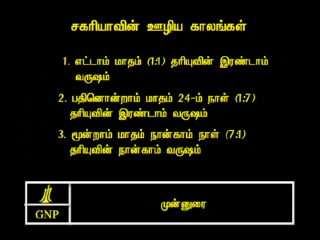 சகரியாவின் ஊழிய காலங்கள்
1. எட்டாம் மாதம் (1:1) தரியுவின் இரண்டாம்
வருஷம்
2. பதினொன்றாம் மாதம் 24-ம் நாள் (1:7)
தரியுவின் இரண்டாம் வருஷம்
3. மூன்றாம் மாதம் நான்காம் நாள் (7:1)
தரியுவின் நான்காம் வருஷம்
GNP
முன்னுரை